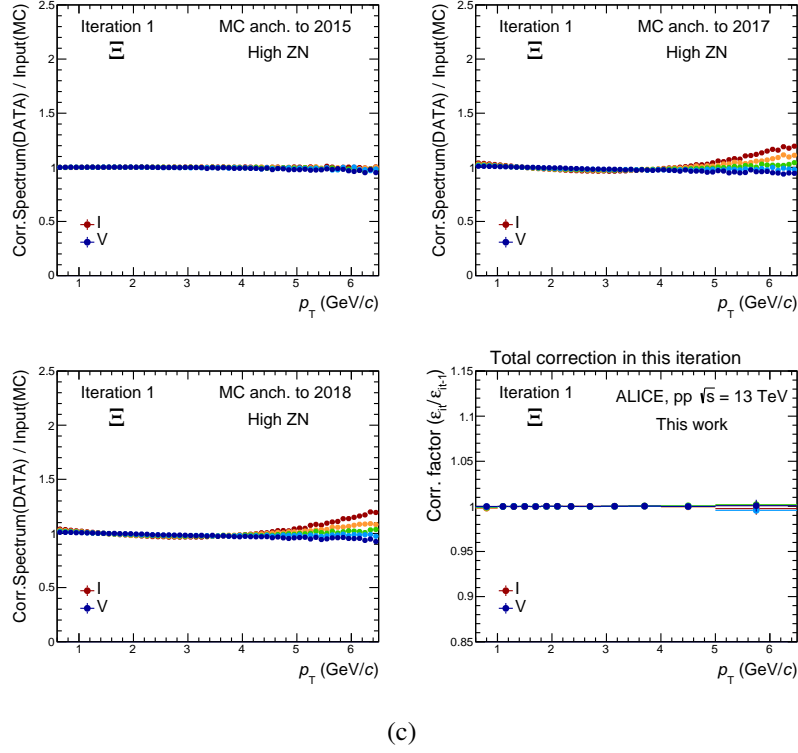 Corr.Spectrum(DATA) / Input(MC)
2.5
2
1.5
1
0.5
0
Iteration 1
MC anch. to 2015
Ξ
High ZN
I
V
1 2 3 4 5 6
p_T (GeV/c)
Corr.Spectrum(DATA) / Input(MC)
2.5
2
1.5
1
0.5
0
Iteration 1
MC anch. to 2017
Ξ
High ZN
I
V
1 2 3 4 5 6
p_T (GeV/c)
Corr.Spectrum(DATA) / Input(MC)
2.5
2
1.5
1
0.5
0
Iteration 1
MC anch. to 2018
Ξ
High ZN
I
V
1 2 3 4 5 6
p_T (GeV/c)
Total correction in this iteration
Corr. factor (ε_it/ε_it-1)
1.15
1.1
1.05
1
0.95
0.9
0.85
Iteration 1
ALICE, pp √s = 13 TeV
Ξ
This work
I
V
1 2 3 4 5 6
p_T (GeV/c)
(c)